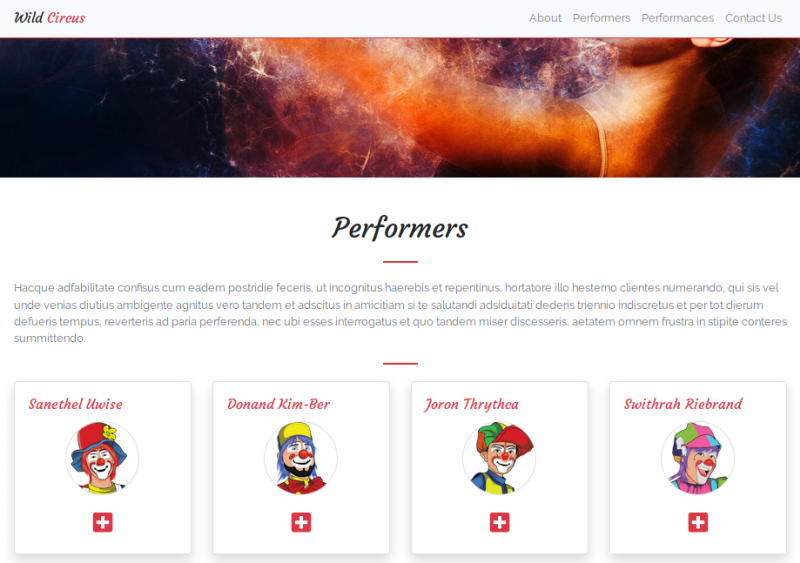 Wild Circus
About Performers Performances Contact Us
Performers
Hacque adfabilitate confisus cum eadem postridie feceris, ut incognitus haerebis et repentinus, hortatore illo hesterno clientes numerando, qui sis vel
unde venias diutius ambigente agnitus vero tandem et adscitus in amicitiam si te salutandi adsiduitati dederis triennio indiscretus et per tot dierum
defueris tempus, reverteris ad paria perferenda, nec ubi esses interrogatus et quo tandem miser discesseris, aetatem omnem frustra in stipite conteres
summittendo.
Sanethel Uwise
Donand Kim-Ber
Joron Thrythca
Swithrah Riebrand